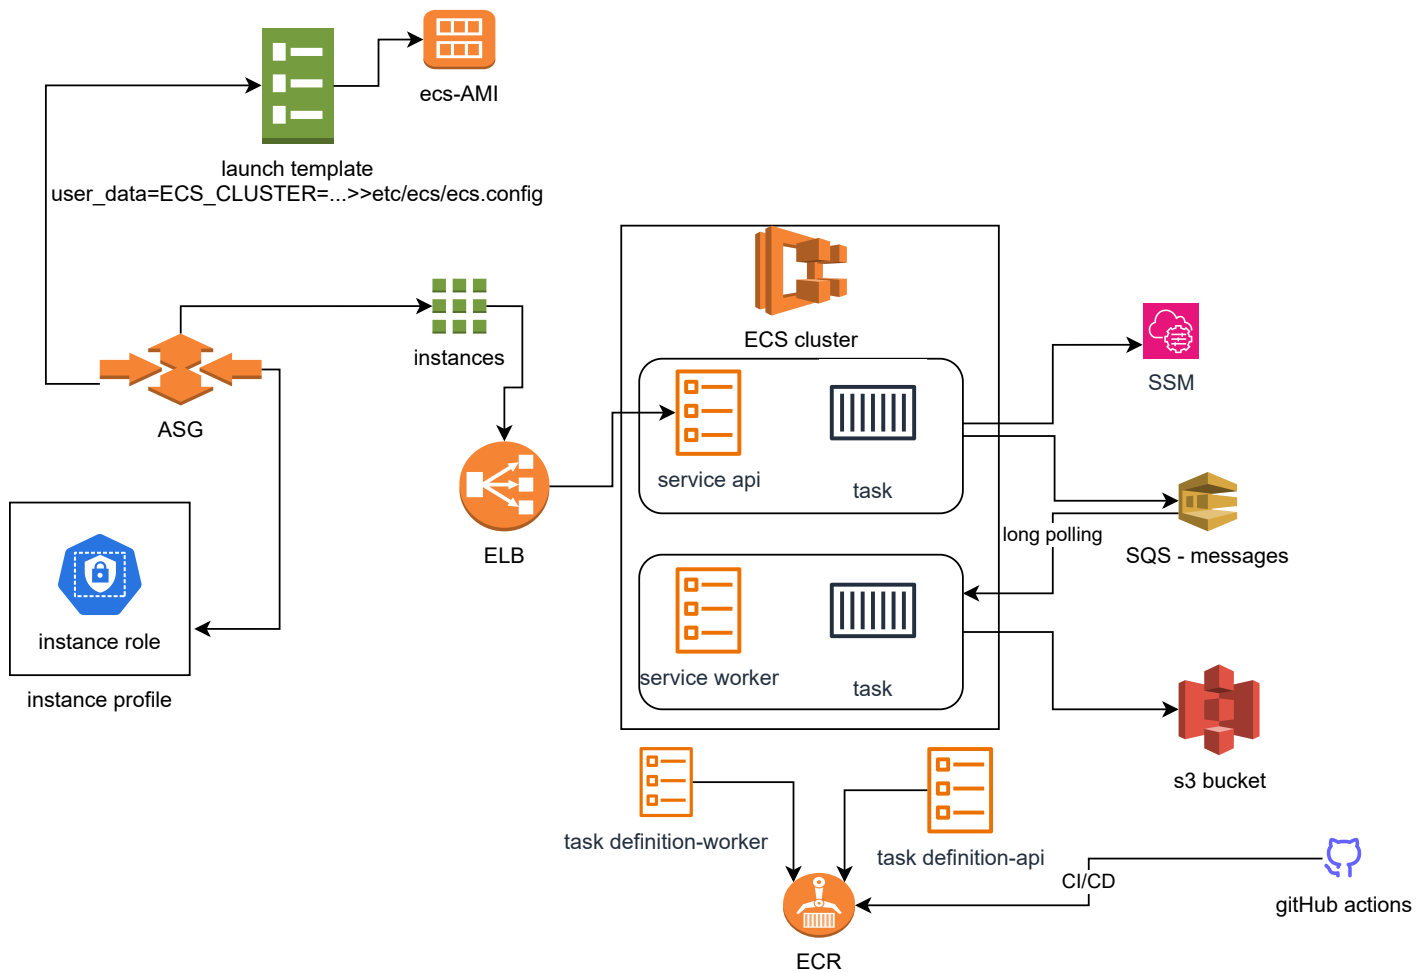 ecs-AMI
launch template
user_data=ECS_CLUSTER=...>>etc/ecs/ecs.config
ECS cluster
instances
SSM
ASG
service api
task
long polling
SQS - messages
ELB
instance role
instance profile
service worker
task
s3 bucket
task definition-worker
task definition-api
CI/CD
gitHub actions
ECR